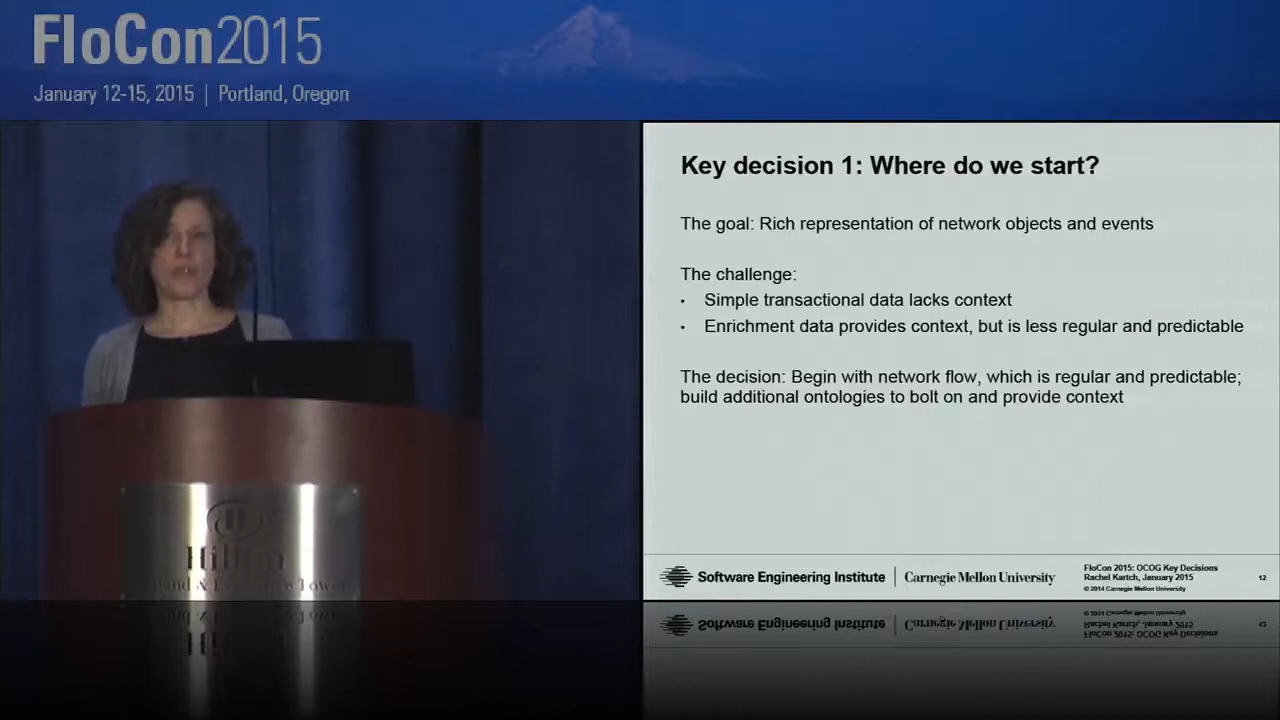 FloCon2015
January 12-15, 2015 | Portland, Oregon
Key decision 1: Where do we start?
The goal: Rich representation of network objects and events
The challenge:
• Simple transactional data lacks context
• Enrichment data provides context, but is less regular and predictable
The decision: Begin with network flow, which is regular and predictable;
build additional ontologies to bolt on and provide context
Software Engineering Institute | Carnegie Mellon University
FloCon 2015: OCOG Key Decisions
Rachel Kartch, January 2015
© 2014 Carnegie Mellon University
12
Hilton